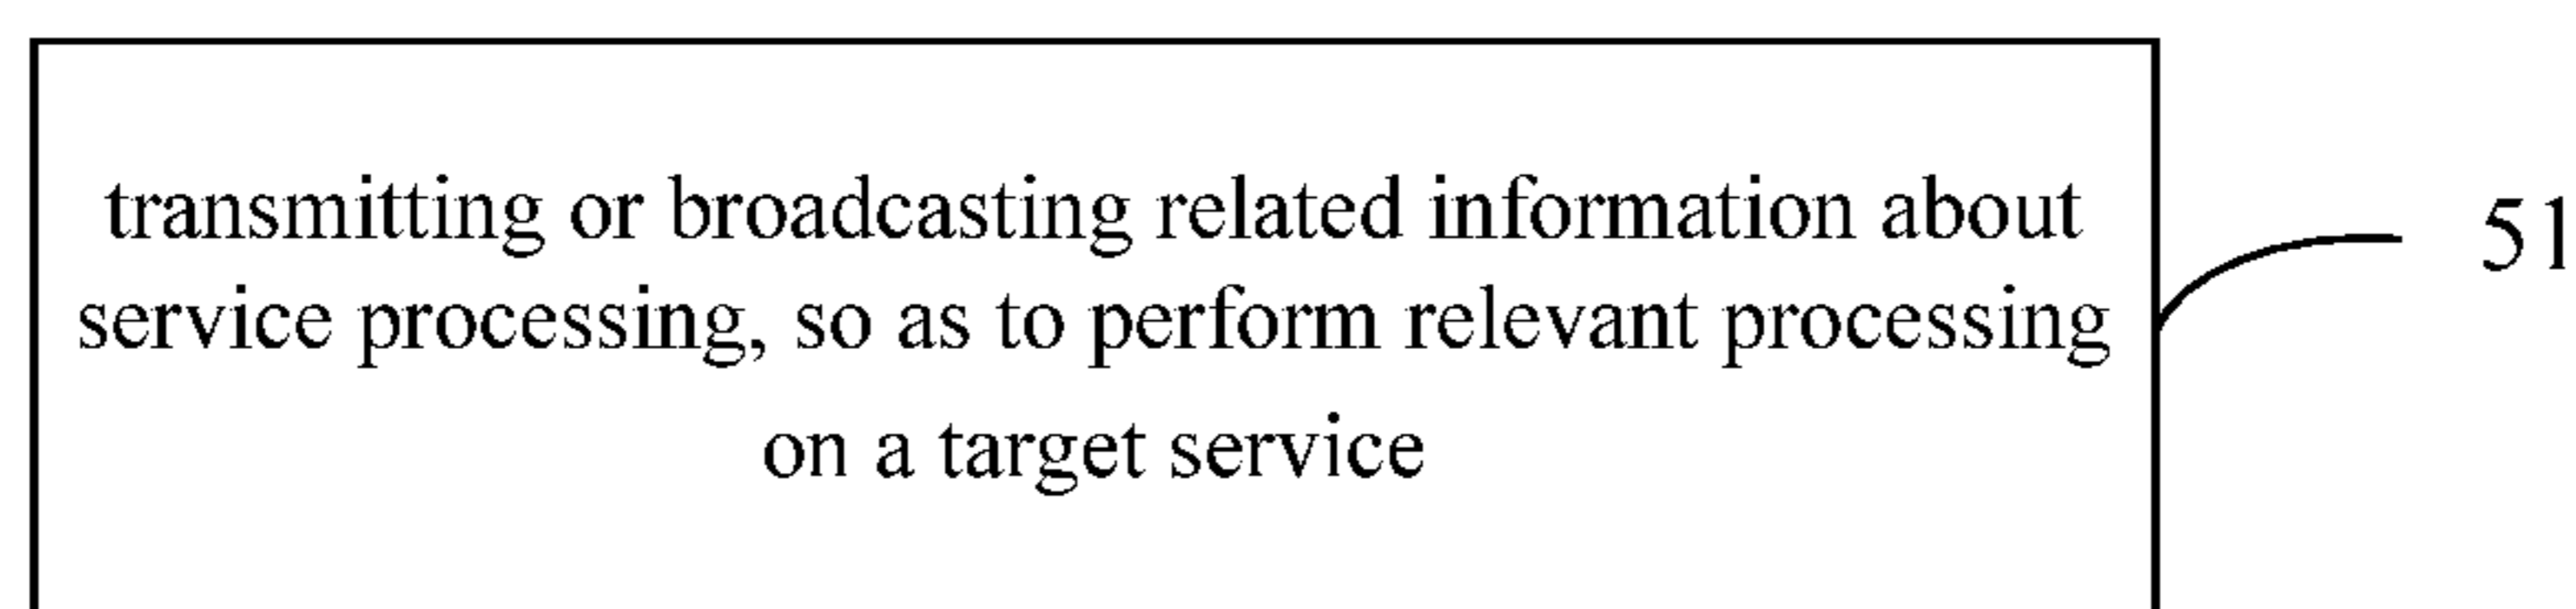 transmitting or broadcasting related information about
service processing, so as to perform relevant processing
on a target service
51